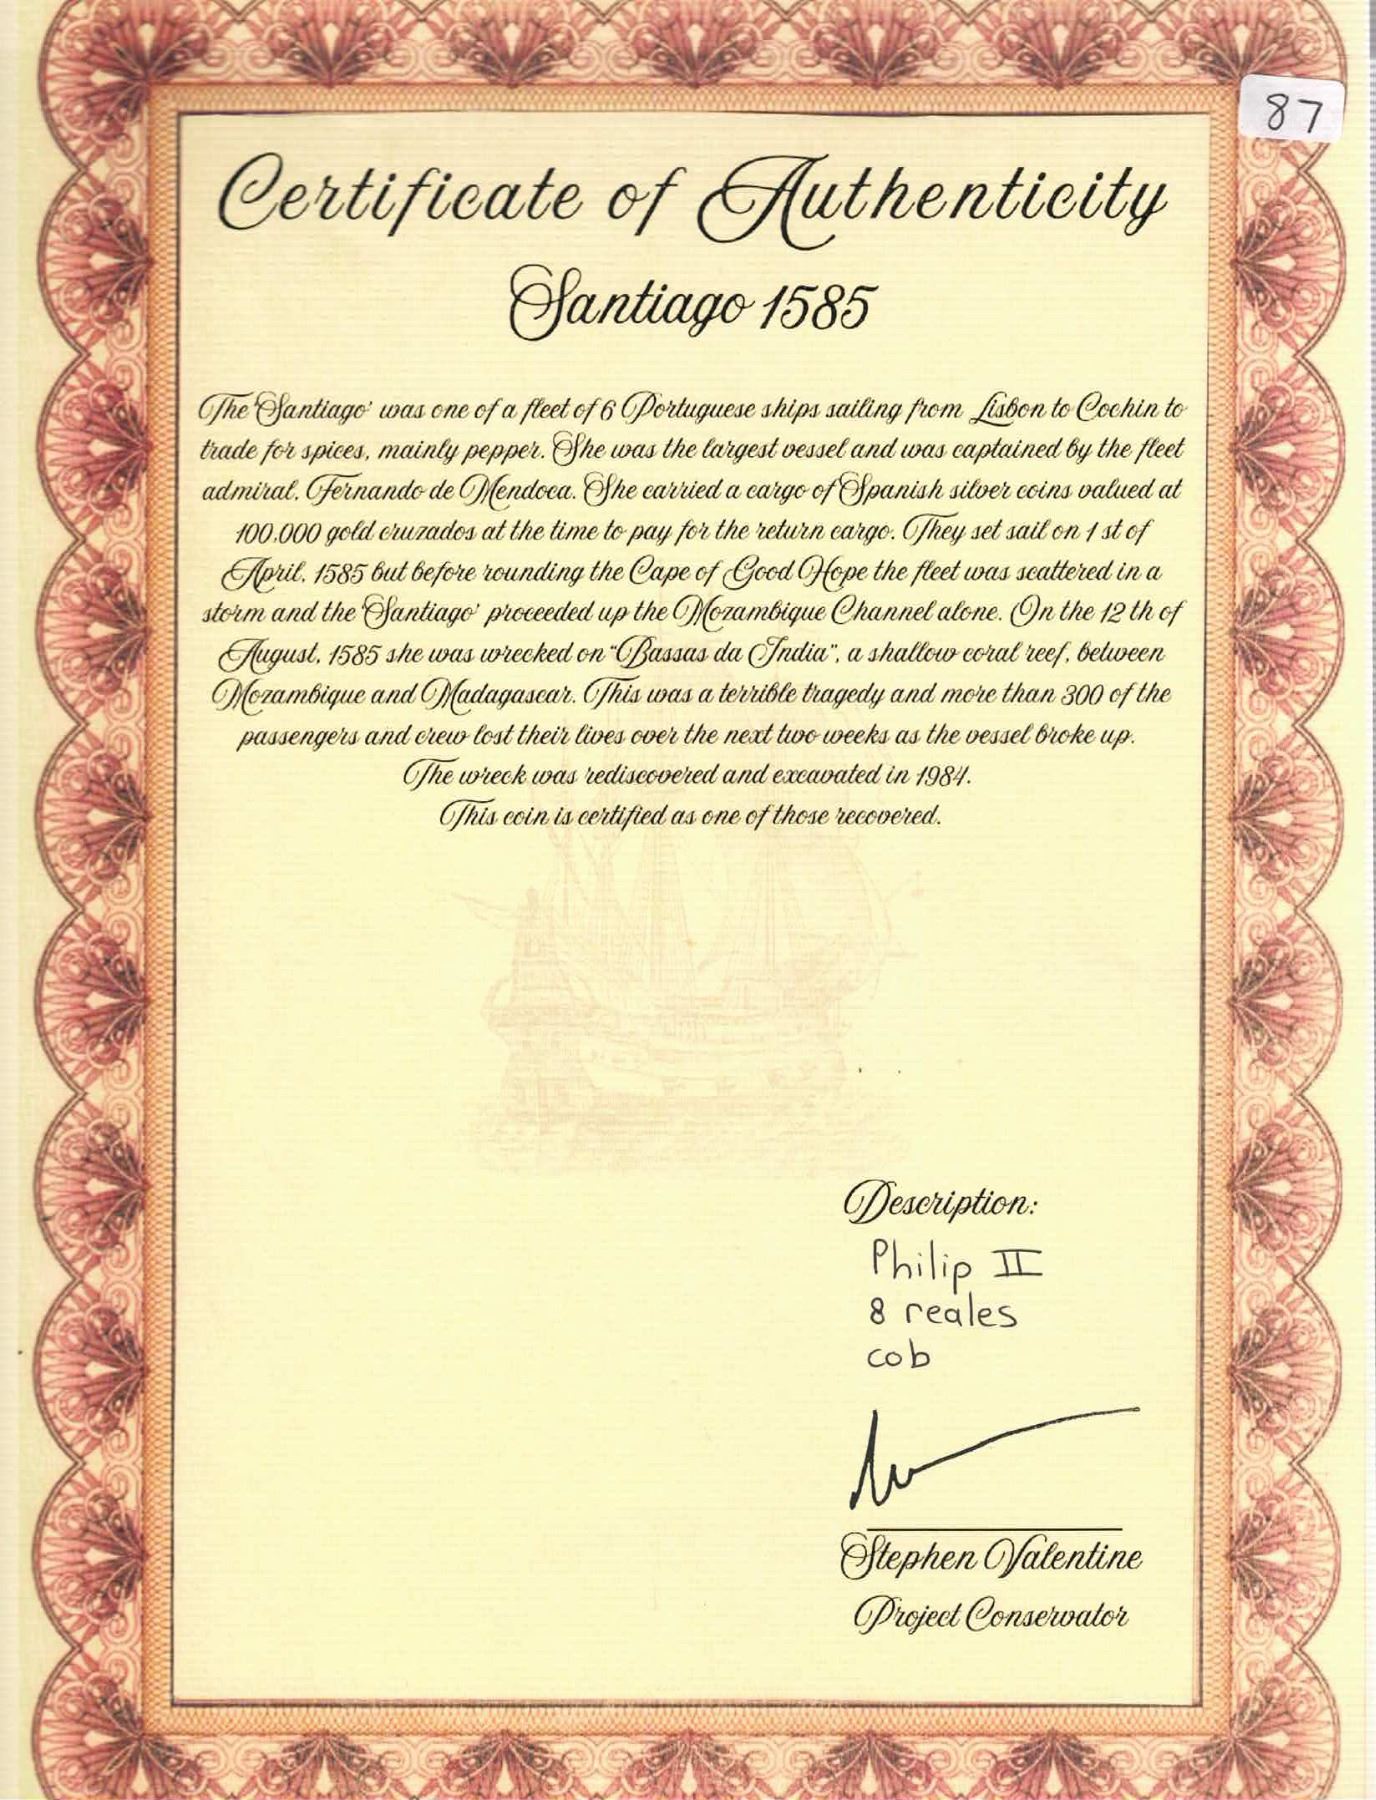 87
Certificate of Authenticity
Santiago 1585
The 'Santiago' was one of a fleet of 6 Portuguese ships sailing from Lisbon to Cochin to
trade for spices, mainly pepper. She was the largest vessel and was captained by the fleet
admiral, Fernando de Mendoca. She carried a cargo of Spanish silver coins valued at
100,000 gold cruzados at the time to pay for the return cargo. They set sail on 1 st of
April, 1585 but before rounding the Cape of Good Hope the fleet was scattered in a
storm and the 'Santiago' proceeded up the Mozambique Channel alone. On the 12 th of
August, 1585 she was wrecked on "Bassas da India", a shallow coral reef, between
Mozambique and Madagascar. This was a terrible tragedy and more than 300 of the
passengers and crew lost their lives over the next two weeks as the vessel broke up.
The wreck was rediscovered and excavated in 1984.
This coin is certified as one of those recovered.
Description:
Philip II
8 reales
cob
Stephen Valentine
Project Conservator